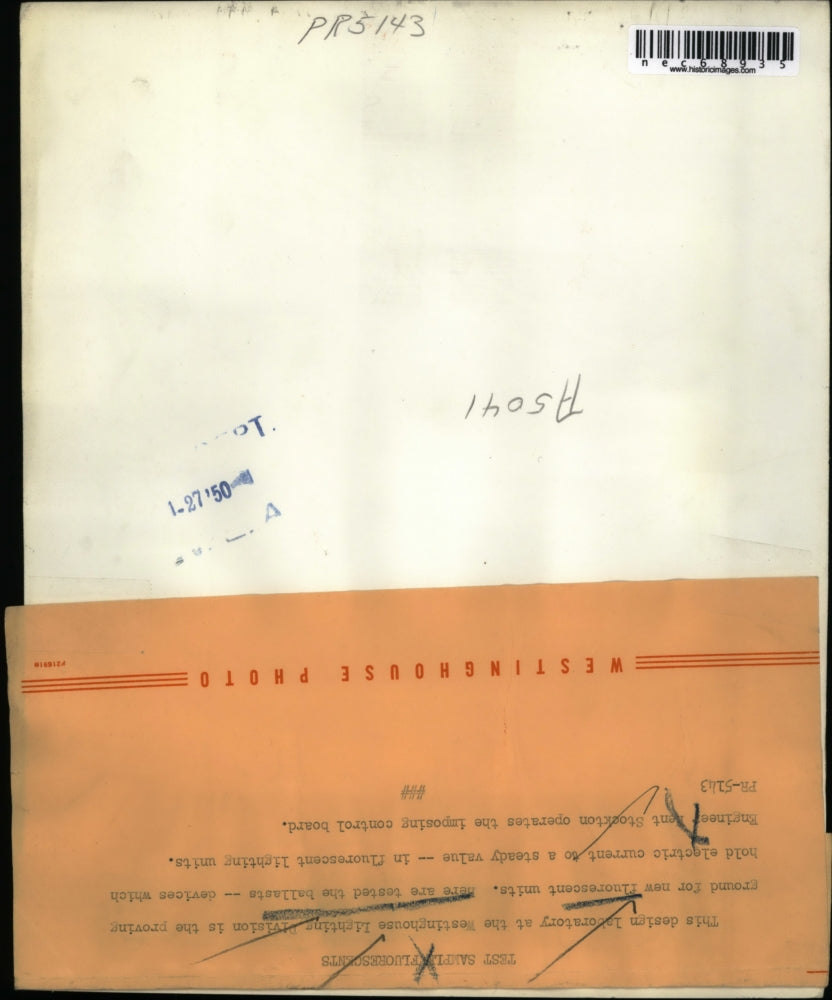 PR5143
nec68935
www.historicimages.com
A5041
1-27'50
A
TEST SAMPLE FLUORESCENTS
This design laboratory at the Westinghouse Lighting Division is the proving
ground for new fluorescent units. Here are tested the ballasts -- devices which
hold electric current to a steady value -- in fluorescent lighting units.
Engineer Kent Stockton operates the imposing control board.
###
PR-5143
WESTINGHOUSE PHOTO